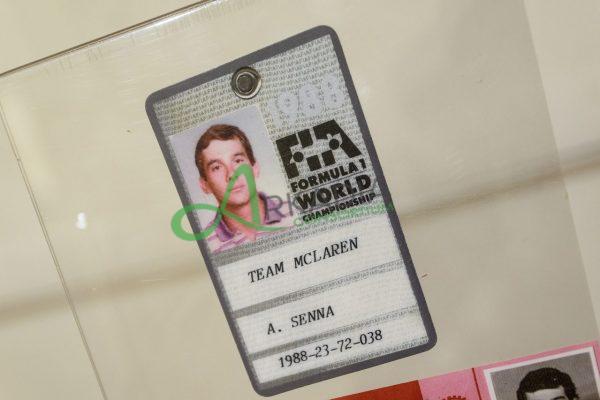 1988
FIA
FORMULA 1
WORLD
CHAMPIONSHIP
TEAM MCLAREN
A. SENNA
1988-23-72-038